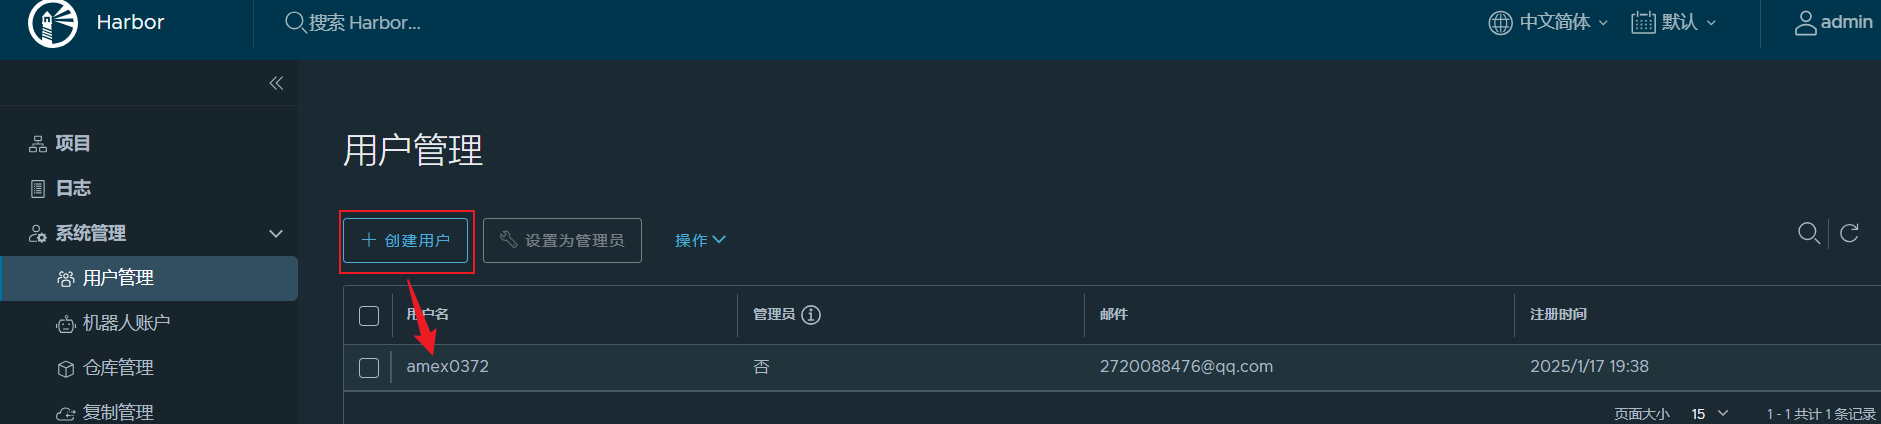 Harbor
搜索 Harbor...
中文简体
默认
admin
项目
日志
系统管理
用户管理
机器人账户
仓库管理
复制管理
用户管理
创建用户
设置为管理员
操作
用户名
管理员
邮件
注册时间
amex0372
否
2720088476@qq.com
2025/1/17 19:38
页面大小
15
1 - 1 共计 1 条记录